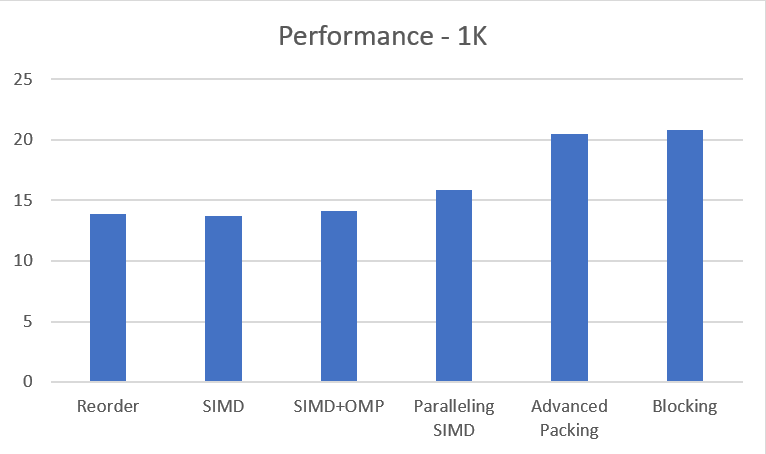 Performance - 1K
25
20
15
10
5
0
Reorder
SIMD
SIMD+OMP
Paralleling
SIMD
Advanced
Packing
Blocking